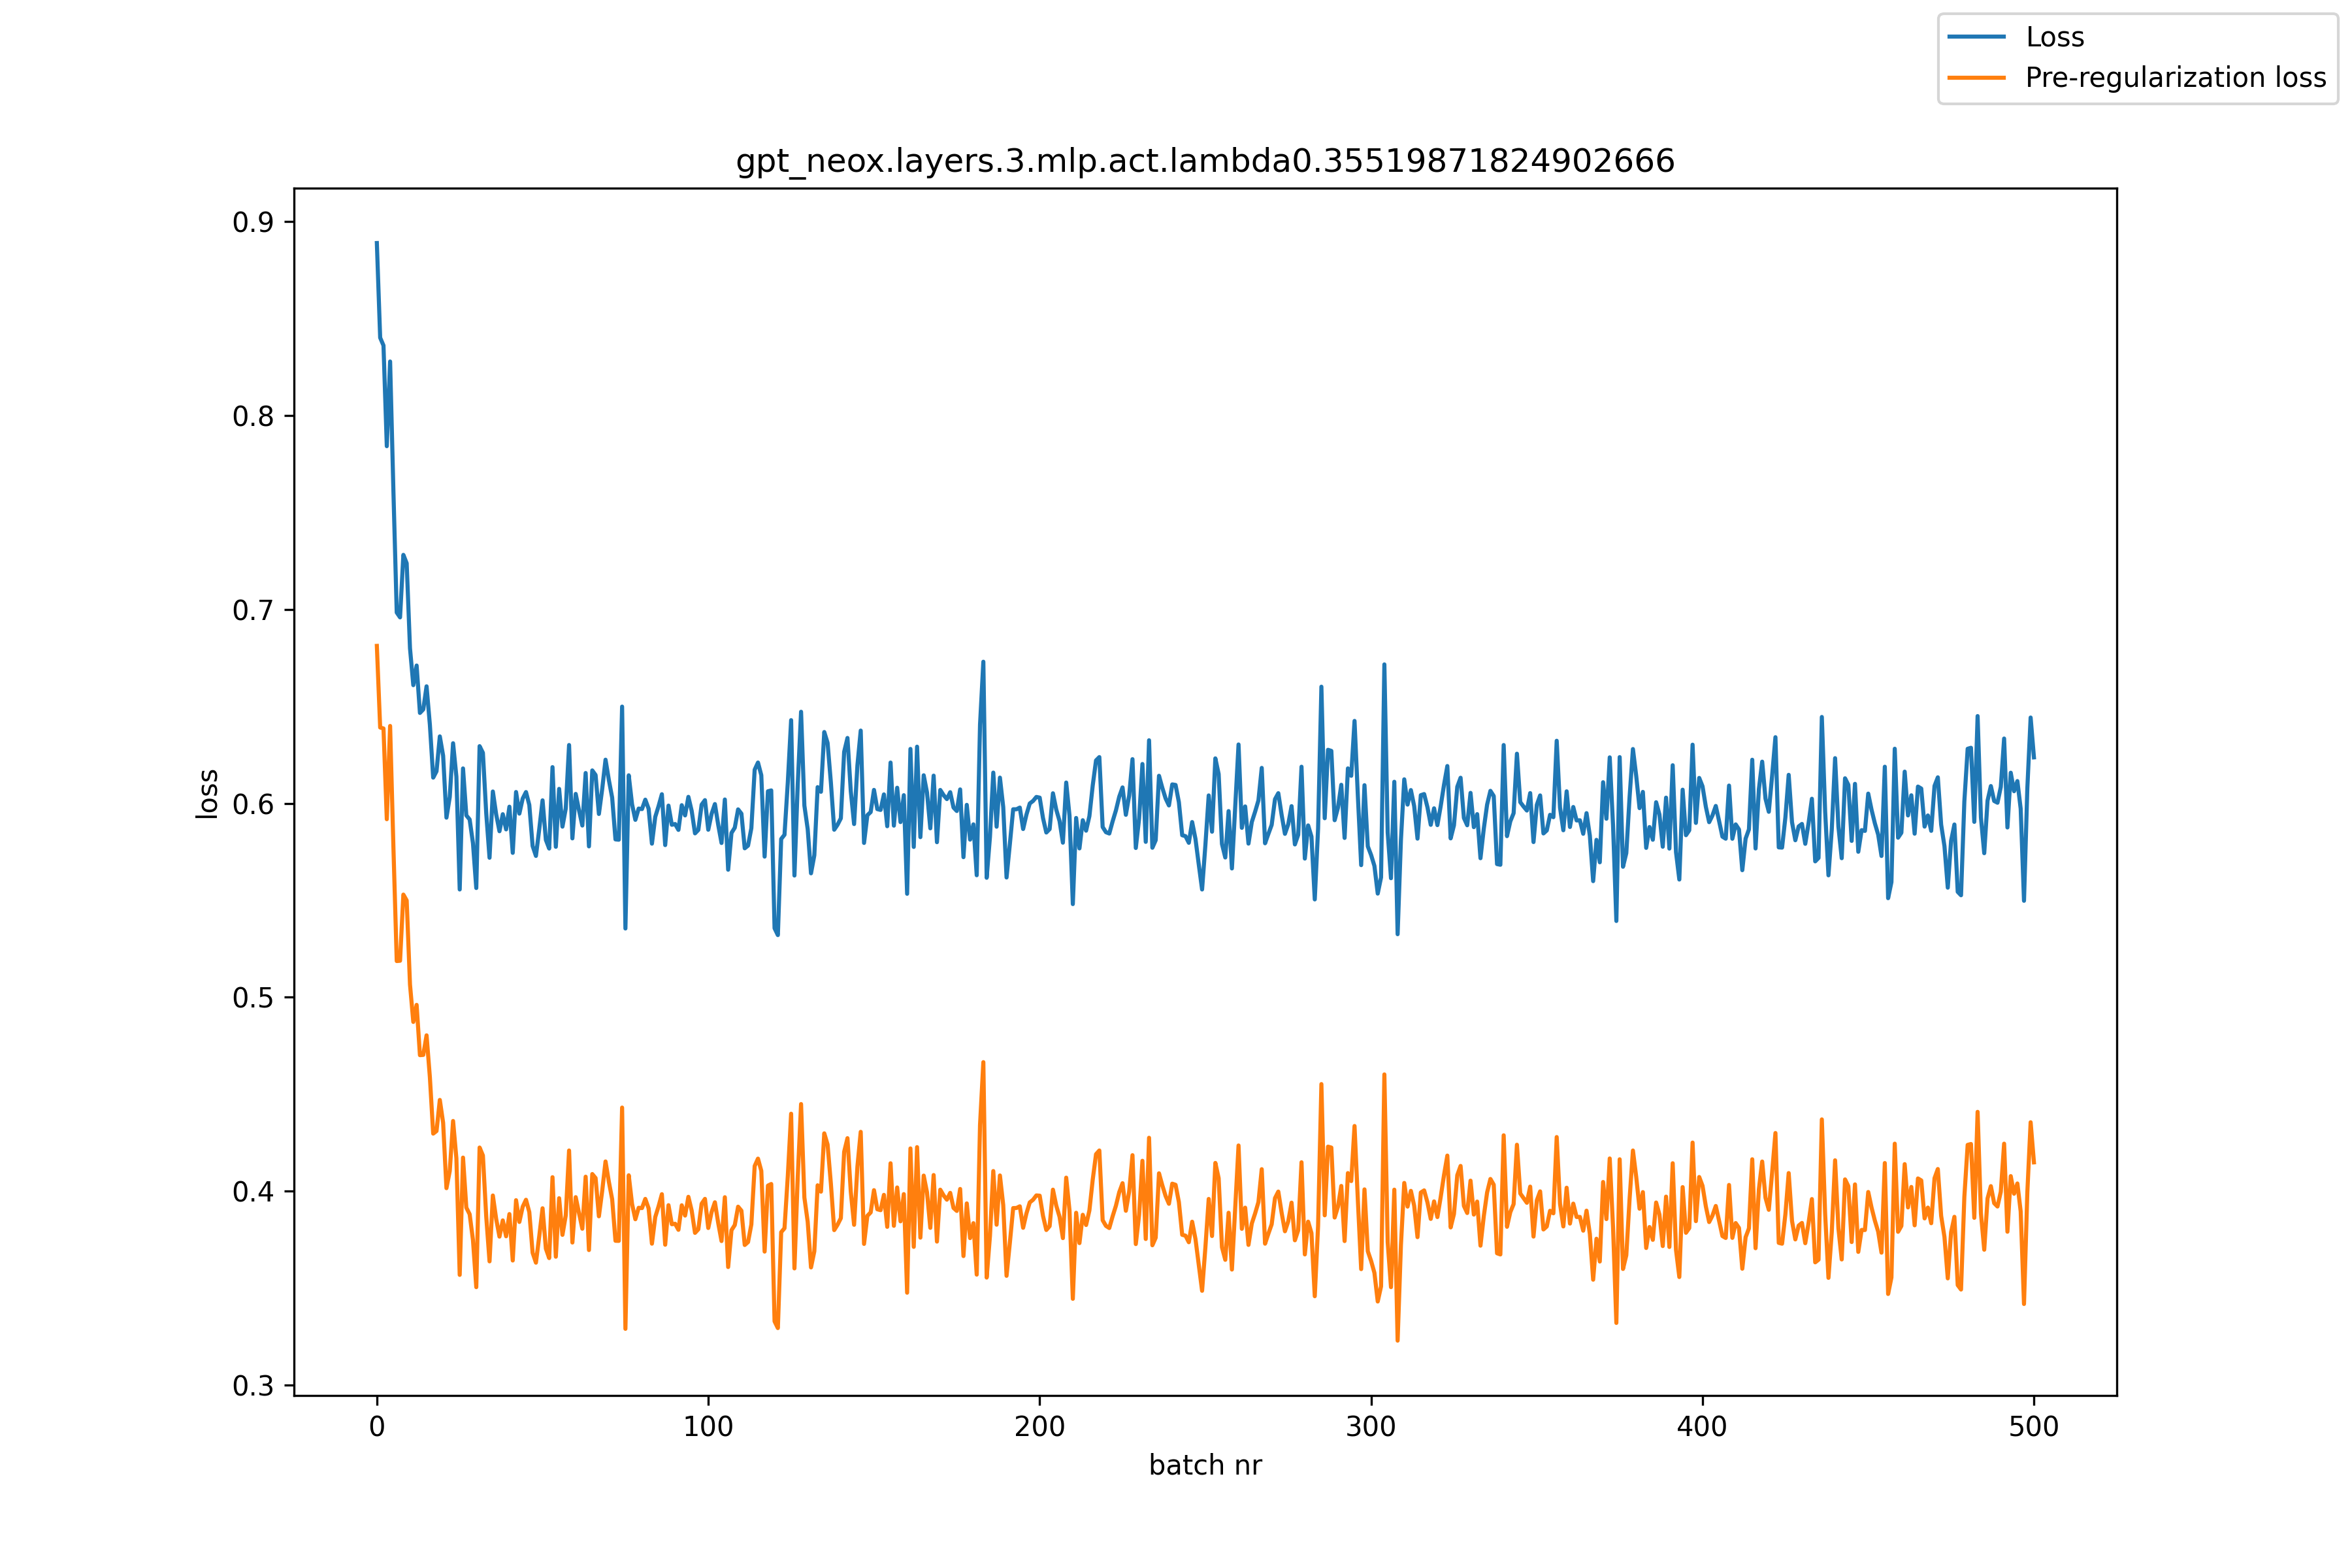 Loss
Pre-regularization loss
gpt_neox.layers.3.mlp.act.lambda0.35519871824902666
0.9
0.8
0.7
0.6
0.5
0.4
0.3
loss
0 100 200 300 400 500
batch nr